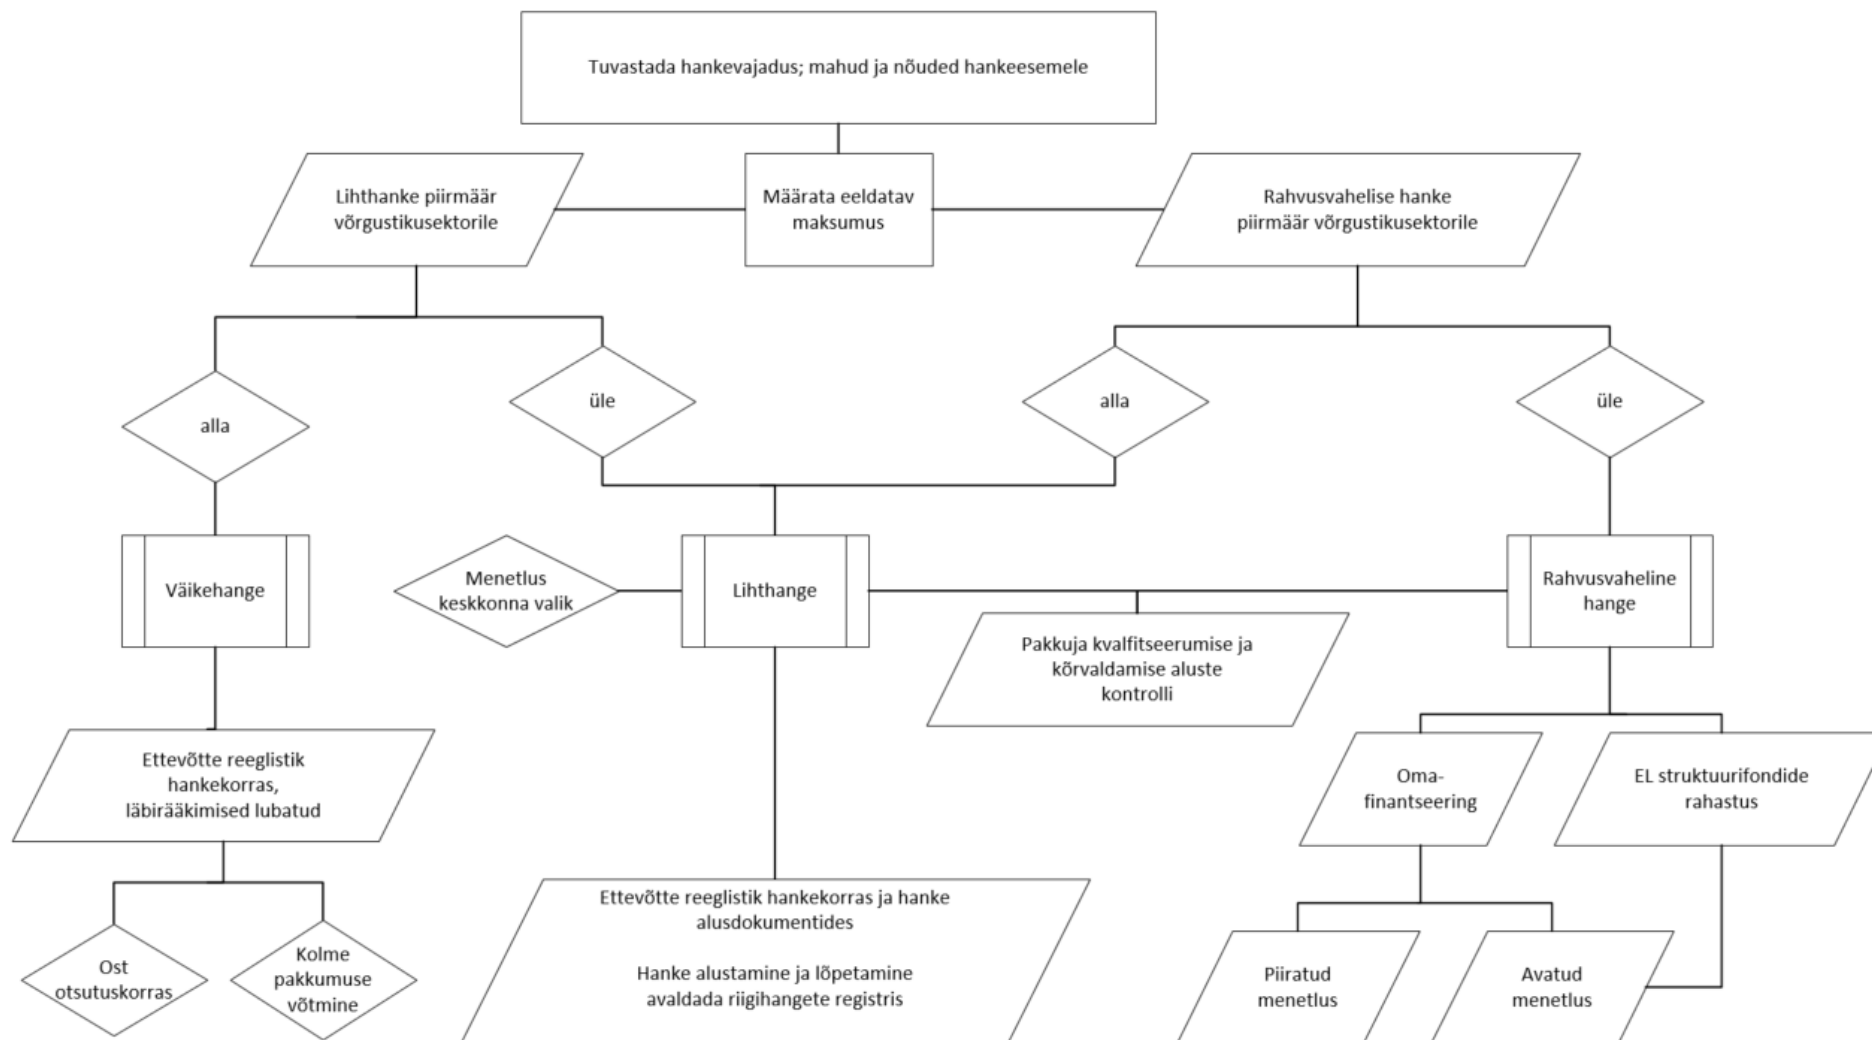 Tuvastada hankevajadus; mahud ja nõuded hankeesemele
Lihthanke piirmäär
võrgustikusektorile
Määrata eeldatav
maksumus
Rahvusvahelise hanke
piirmäär võrgustikusektorile
alla
üle
alla
üle
Väikehange
Menetlus
keskkonna valik
Lihthange
Rahvusvaheline
hange
Pakkuja kvalfitseerumise ja
kõrvaldamise aluste
kontrolli
Ettevõtte reeglistik
hankekorras,
läbirääkimised lubatud
Oma-
finantseering
EL struktuurifondide
rahastus
Ost
otsutuskorras
Kolme
pakkumuse
võtmine
Ettevõtte reeglistik hankekorras ja hanke
alusdokumentides
Hanke alustamine ja lõpetamine
avaldada riigihangete registris
Piiratud
menetlus
Avatud
menetlus